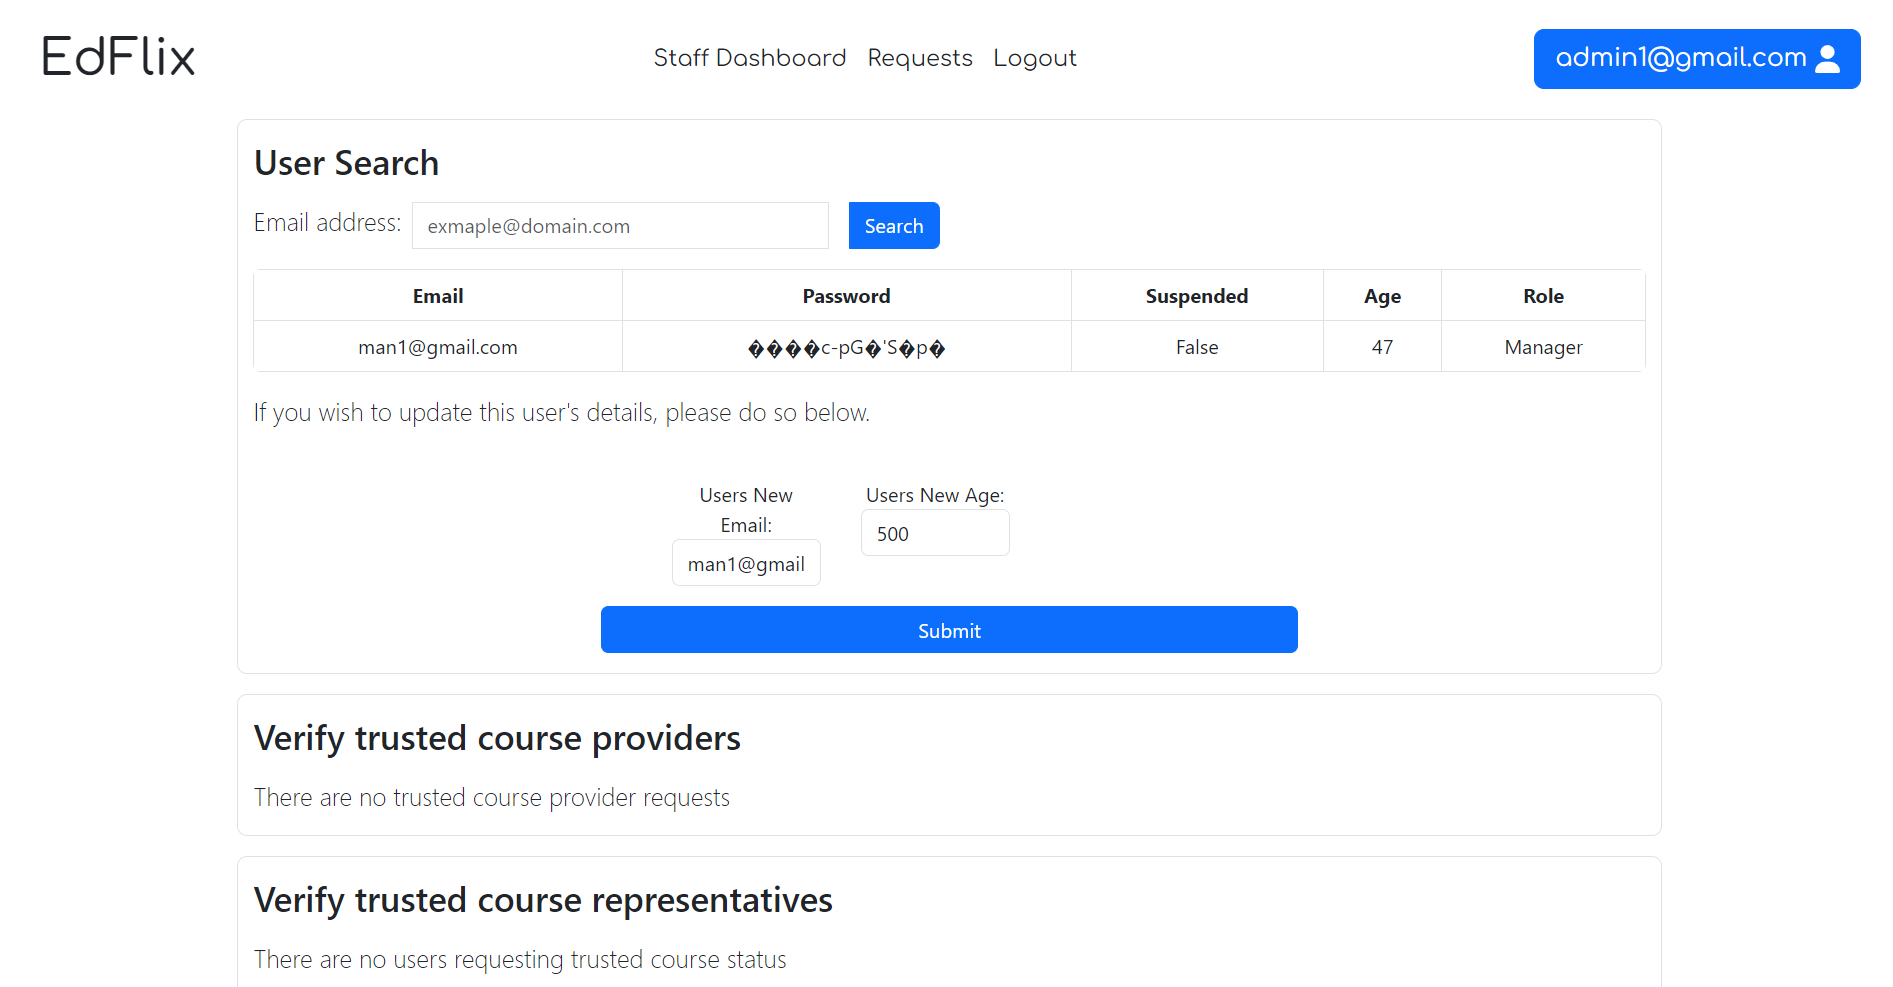 EdFlix
Staff Dashboard Requests Logout
admin1@gmail.com
User Search
Email address: exmaple@domain.com Search
Email Password Suspended Age Role
man1@gmail.com ����c-pG�'S�p� False 47 Manager
If you wish to update this user's details, please do so below.
Users New
Email:
man1@gmail
Users New Age:
500
Submit
Verify trusted course providers
There are no trusted course provider requests
Verify trusted course representatives
There are no users requesting trusted course status